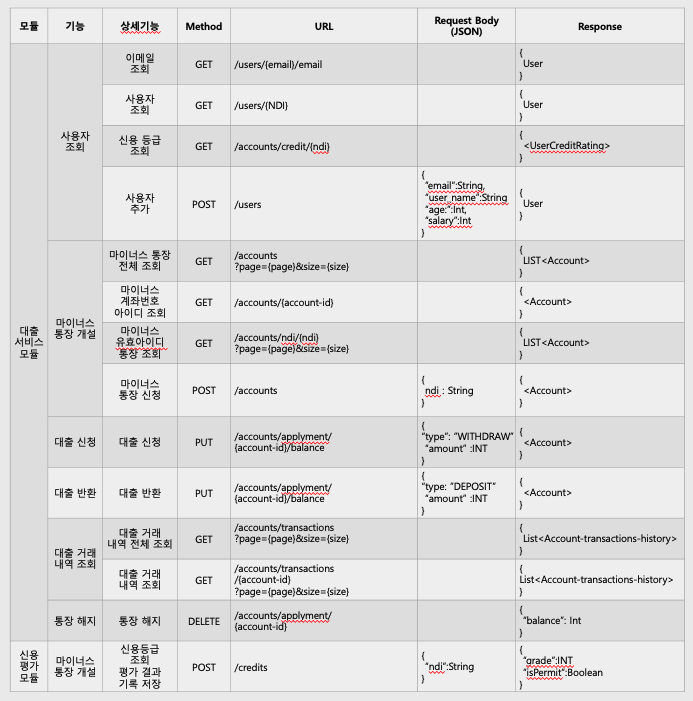 모듈 기능 상세기능 Method URL Request Body (JSON) Response
대출
서비스
모듈
사용자
조회
이메일
조회
GET
/users/{email}/email
{
User
}
사용자
조회
GET
/users/{NDI}
{
User
}
신용 등급
조회
GET
/accounts/credit/{ndi)
{
<UserCreditRating>
}
사용자
추가
POST
/users
{
"email":String,
"user_name":String
"age:":Int,
"salary":Int
}
{
User
}
마이너스
통장 개설
마이너스 통장
전체 조회
GET
/accounts
?page={page}&size={size}
{
LIST<Account>
}
마이너스
계좌번호
아이디 조회
GET
/accounts/{account-id}
{
<Account>
}
마이너스
유효아이디
통장 조회
GET
/accounts/ndi/{ndi)
?page={page}&size={size}
{
LIST<Account>
}
마이너스
통장 신청
POST
/accounts
{
ndi : String
}
{
<Account>
}
대출 신청
대출 신청
PUT
/accounts/applyment/
{account-id}/balance
{
"type": "WITHDRAW"
"amount" :INT
}
{
<Account>
}
대출 반환
대출 반환
PUT
/accounts/applyment/
{account-id}/balance
{
"type: "DEPOSIT"
"amount" :INT
}
{
<Account>
}
대출 거래
내역 조회
대출 거래
내역 전체 조회
GET
/accounts/transactions
?page={page}&size={size}
{
List<Account-transactions-history>
}
대출 거래
내역 조회
GET
/accounts/transactions
/{account-id}
?page={page}&size={size}
{
List<Account-transactions-history>
}
통장 해지
통장 해지
DELETE
/accounts/applyment/
{account-id}
{
"balance": Int
}
신용
평가
모듈
마이너스
통장 개설
신용등급
조회
평가 결과
기록 저장
POST
/credits
{
"ndi":String
}
{
"grade":INT
"isPermit":Boolean
}